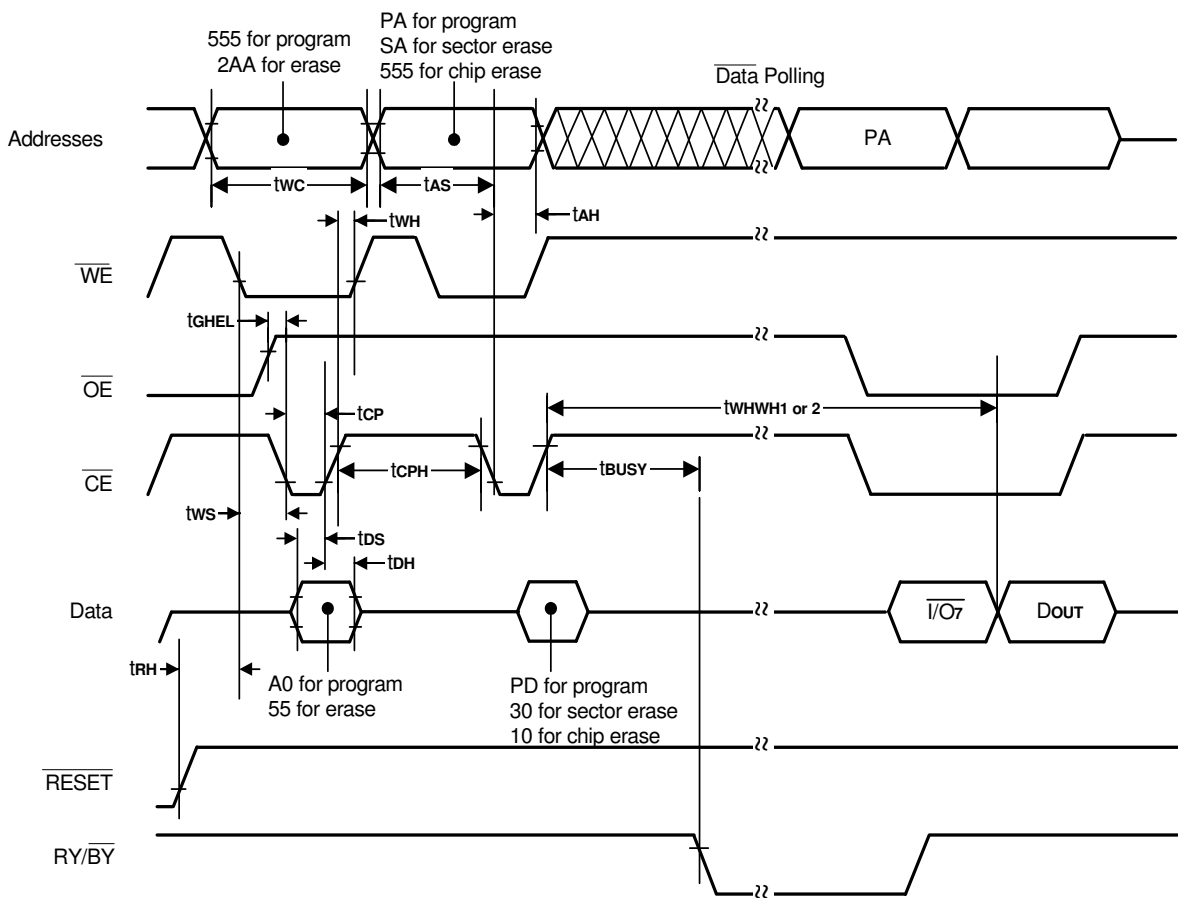 555 for program
2AA for erase
PA for program
SA for sector erase
555 for chip erase
Data Polling
Addresses
PA
tWC
tAS
tWH
tAH
WE
tGHEL
OE
tCP
tWHWH1 or 2
CE
tCPH
tBUSY
tWS
tDS
tDH
Data
I/O7
DOUT
tRH
A0 for program
55 for erase
PD for program
30 for sector erase
10 for chip erase
RESET
RY/BY